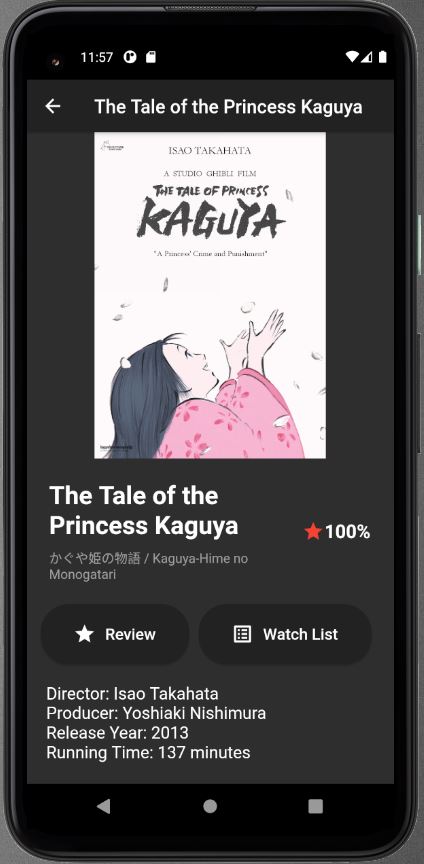 11:57
The Tale of the Princess Kaguya
ISAO TAKAHATA
A STUDIO GHIBLI FILM
THE TALE OF PRINCESS
KAGUYA
"A Princess' Crime and Punishment"
The Tale of the
Princess Kaguya
100%
かぐや姫の物語 / Kaguya-Hime no
Monogatari
Review
Watch List
Director: Isao Takahata
Producer: Yoshiaki Nishimura
Release Year: 2013
Running Time: 137 minutes